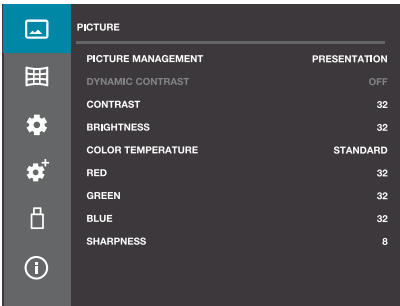 PICTURE
PICTURE MANAGEMENT PRESENTATION
DYNAMIC CONTRAST OFF
CONTRAST 32
BRIGHTNESS 32
COLOR TEMPERATURE STANDARD
RED 32
GREEN 32
BLUE 32
SHARPNESS 8